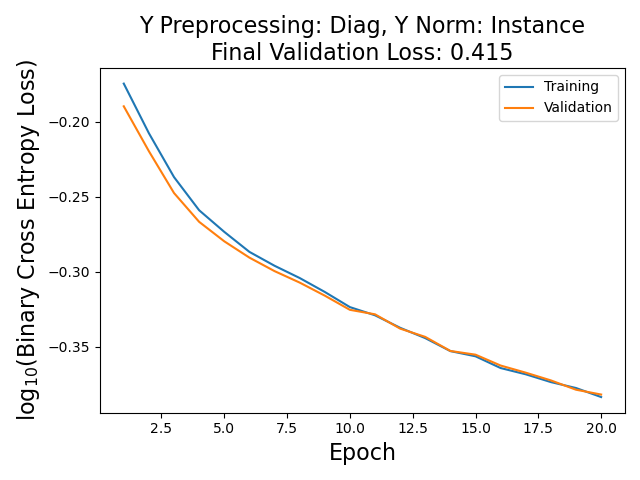 Y Preprocessing: Diag, Y Norm: Instance
Final Validation Loss: 0.415
Training
Validation
log₁₀(Binary Cross Entropy Loss)
−0.20
−0.25
−0.30
−0.35
2.5 5.0 7.5 10.0 12.5 15.0 17.5 20.0
Epoch